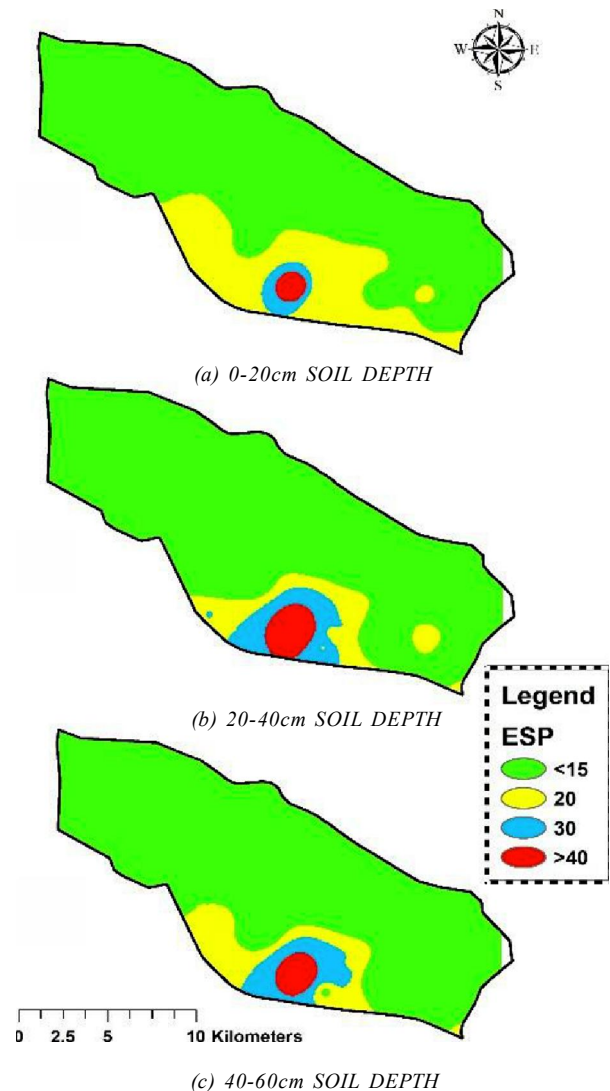 N
W E
S
(a) 0-20cm SOIL DEPTH
(b) 20-40cm SOIL DEPTH
Legend
ESP
<15
20
30
>40
0 2.5 5 10 Kilometers
(c) 40-60cm SOIL DEPTH